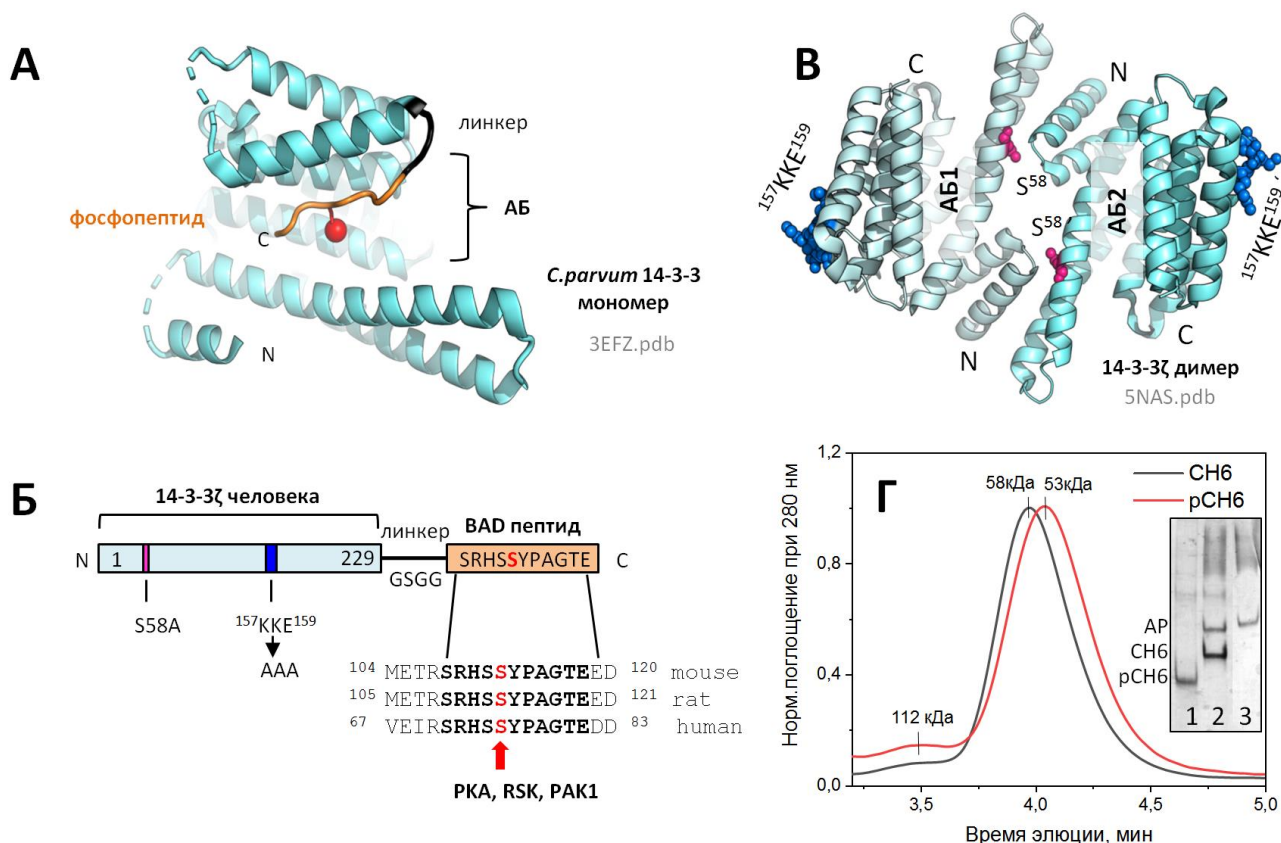 А
линкер
АБ
фосфопептид
C
C.parvum 14-3-3
мономер
3EFZ.pdb
N
В
C
N
157KKE159
АБ1
S58
S58
АБ2
157KKE159
N
C
14-3-3ζ димер
5NAS.pdb
Б
14-3-3ζ человека
линкер
BAD пептид
N
1
229
GSGG
SRHSSYPAGTE
C
S58A
157KKE159
AAA
104 METRSRHSSYPAGTEED 120 mouse
105 METRSRHSSYPAGTEED 121 rat
67 VEIRSRHSSYPAGTEDD 83 human
PKA, RSK, PAK1
Г
Норм.поглощение при 280 нм
1,2
0,8
0,4
0,0
58кДа
53кДа
CH6
pCH6
112 кДа
AP
CH6
pCH6
1 2 3
3,5
4,0
4,5
5,0
Время элюции, мин